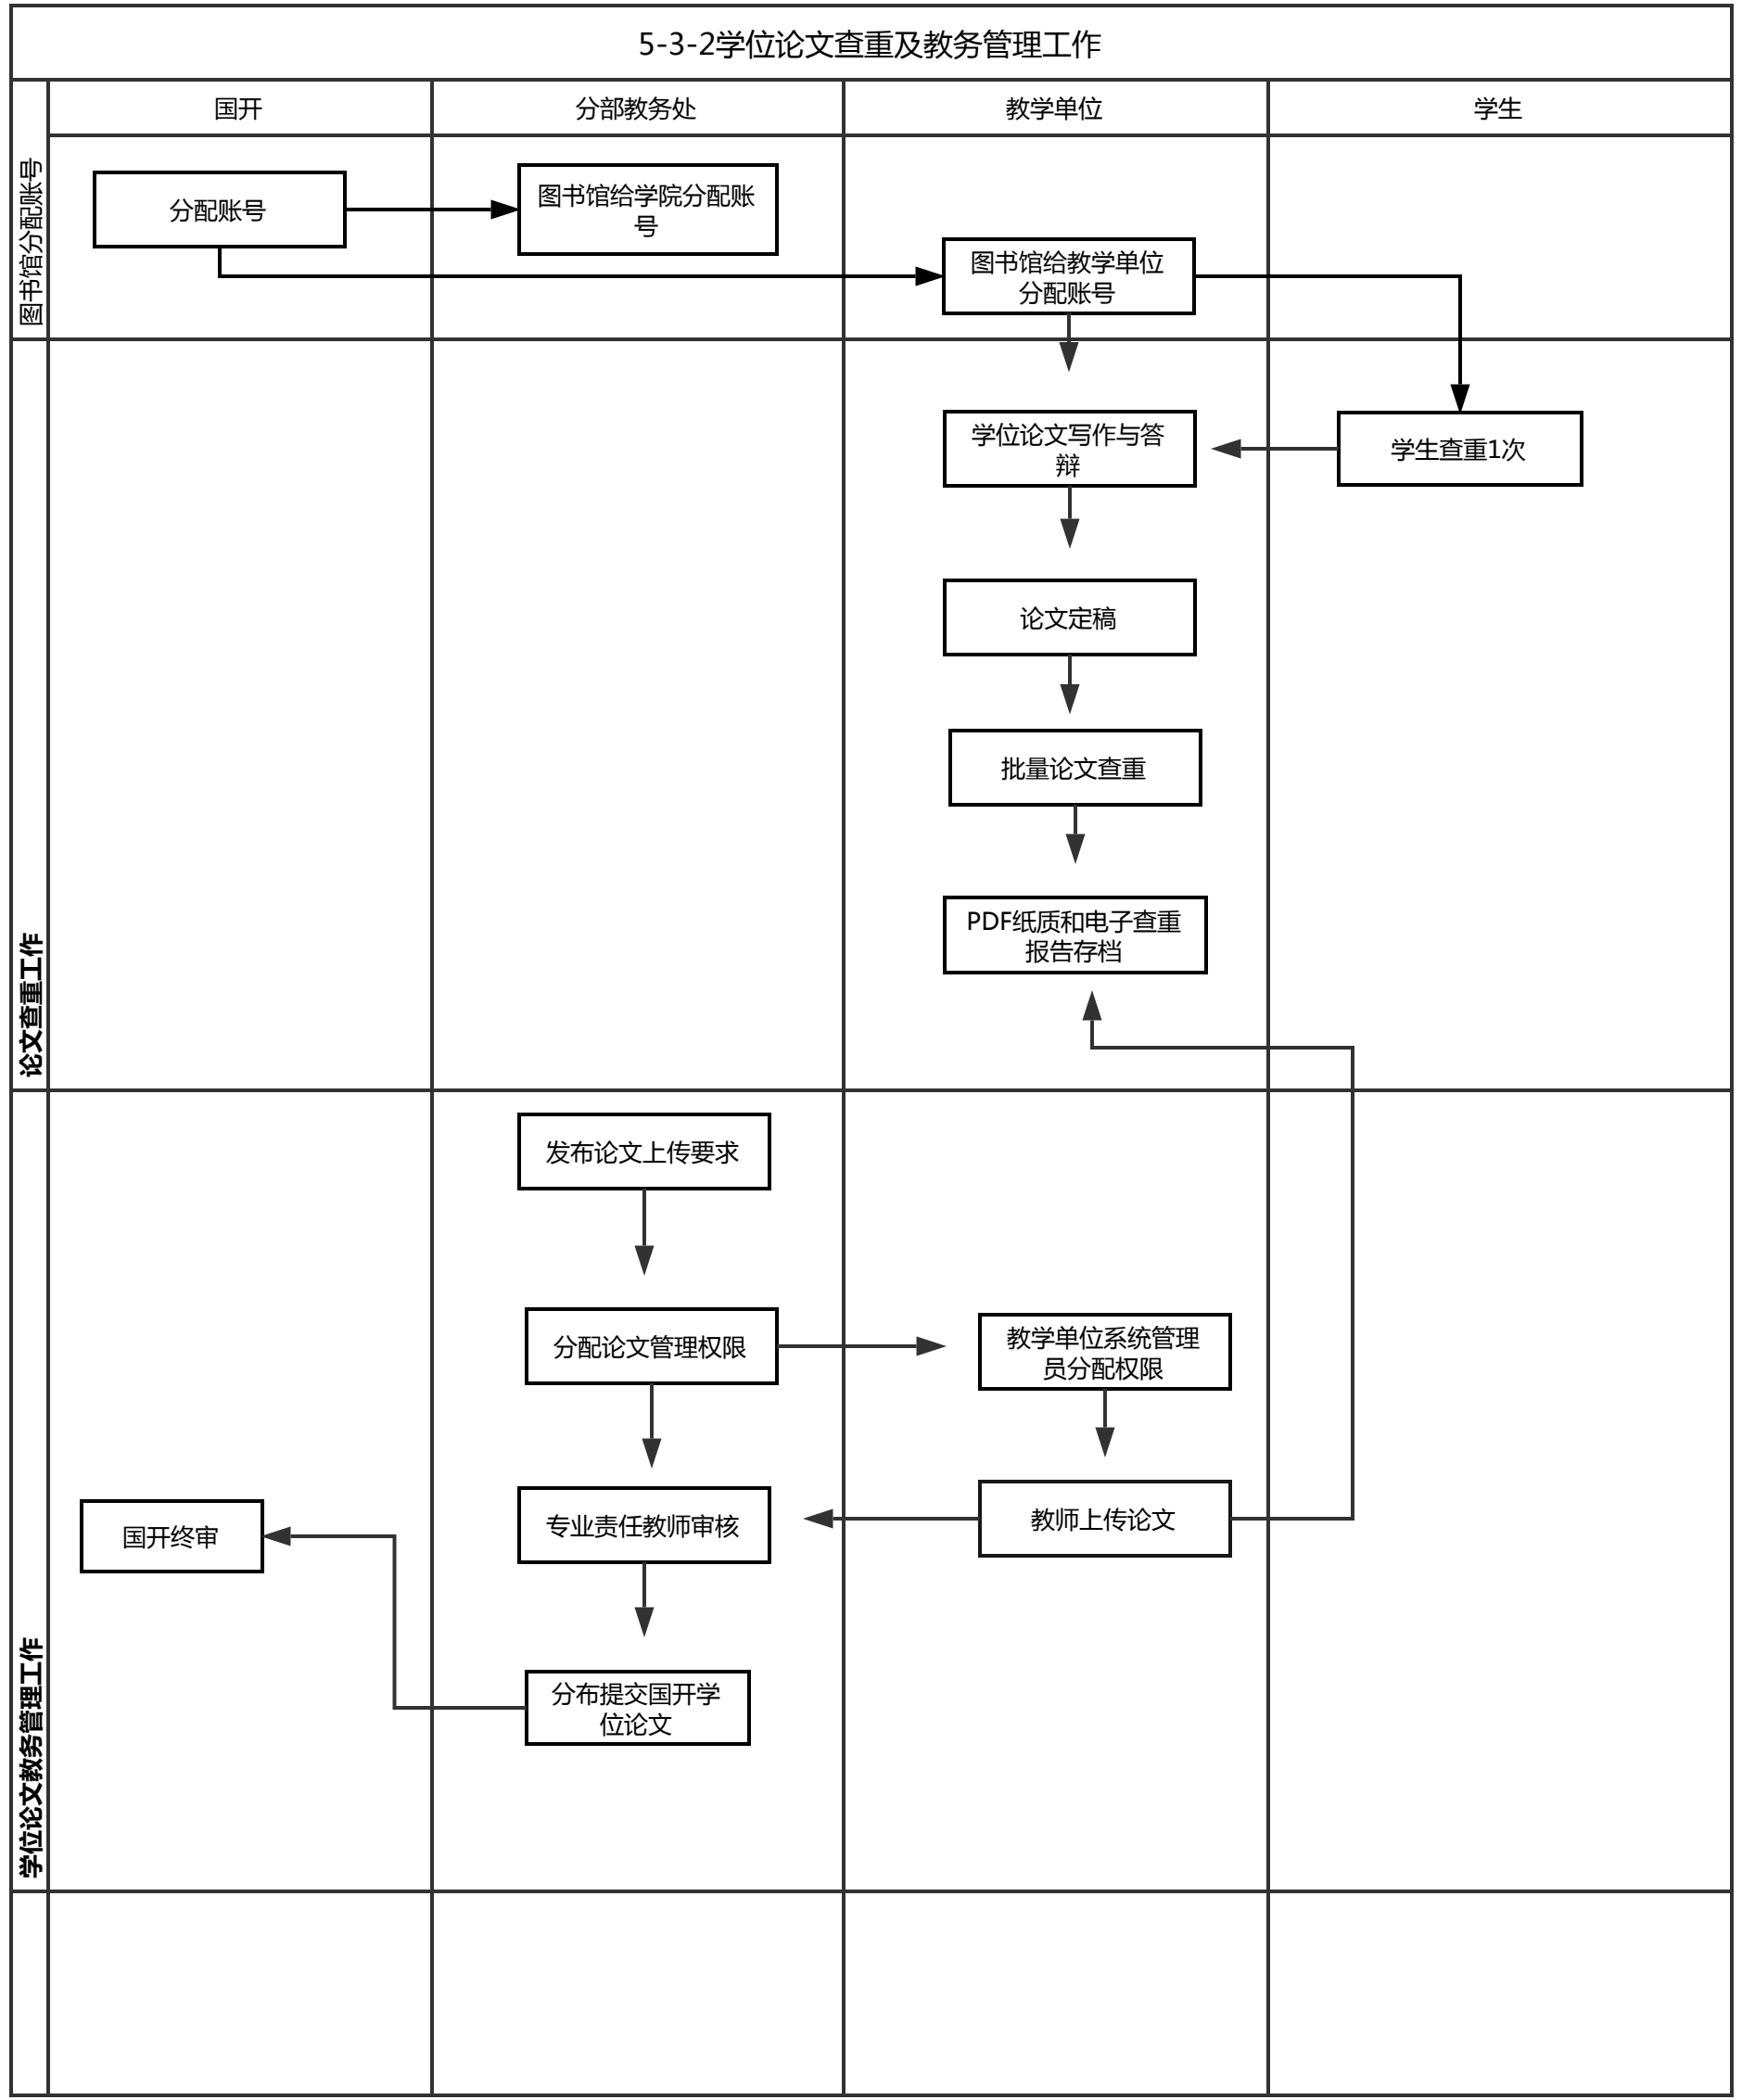 5-3-2学位论文查重及教务管理工作
国开
分部教务处
教学单位
学生
图书馆分配账号
分配账号
图书馆给学院分配账
号
图书馆给教学单位
分配账号
论文查重工作
学位论文写作与答
辩
学生查重1次
论文定稿
批量论文查重
PDF纸质和电子查重
报告存档
学位论文教务管理工作
发布论文上传要求
分配论文管理权限
教学单位系统管理
员分配权限
专业责任教师审核
教师上传论文
国开终审
分布提交国开学
位论文